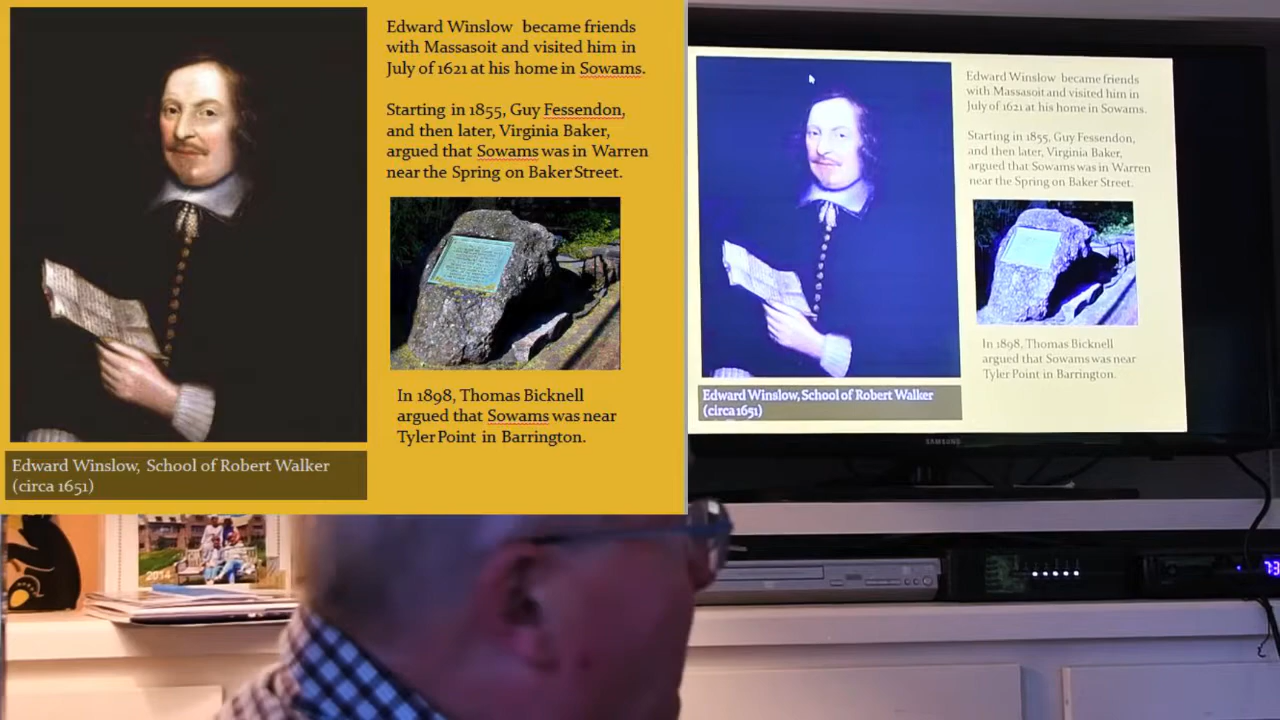 Edward Winslow became friends
with Massasoit and visited him in
July of 1621 at his home in Sowams.
Starting in 1855, Guy Fessendon,
and then later, Virginia Baker,
argued that Sowams was in Warren
near the Spring on Baker Street.
In 1898, Thomas Bicknell
argued that Sowams was near
Tyler Point in Barrington.
Edward Winslow, School of Robert Walker
(circa 1651)
Edward Winslow became friends
with Massasoit and visited him in
July of 1621 at his home in Sowams.
Starting in 1855, Guy Fessendon,
and then later, Virginia Baker,
argued that Sowams was in Warren
near the Spring on Baker Street.
In 1898, Thomas Bicknell
argued that Sowams was near
Tyler Point in Barrington.
Edward Winslow, School of Robert Walker
(circa 1651)
SAMSUNG
2014
7:3